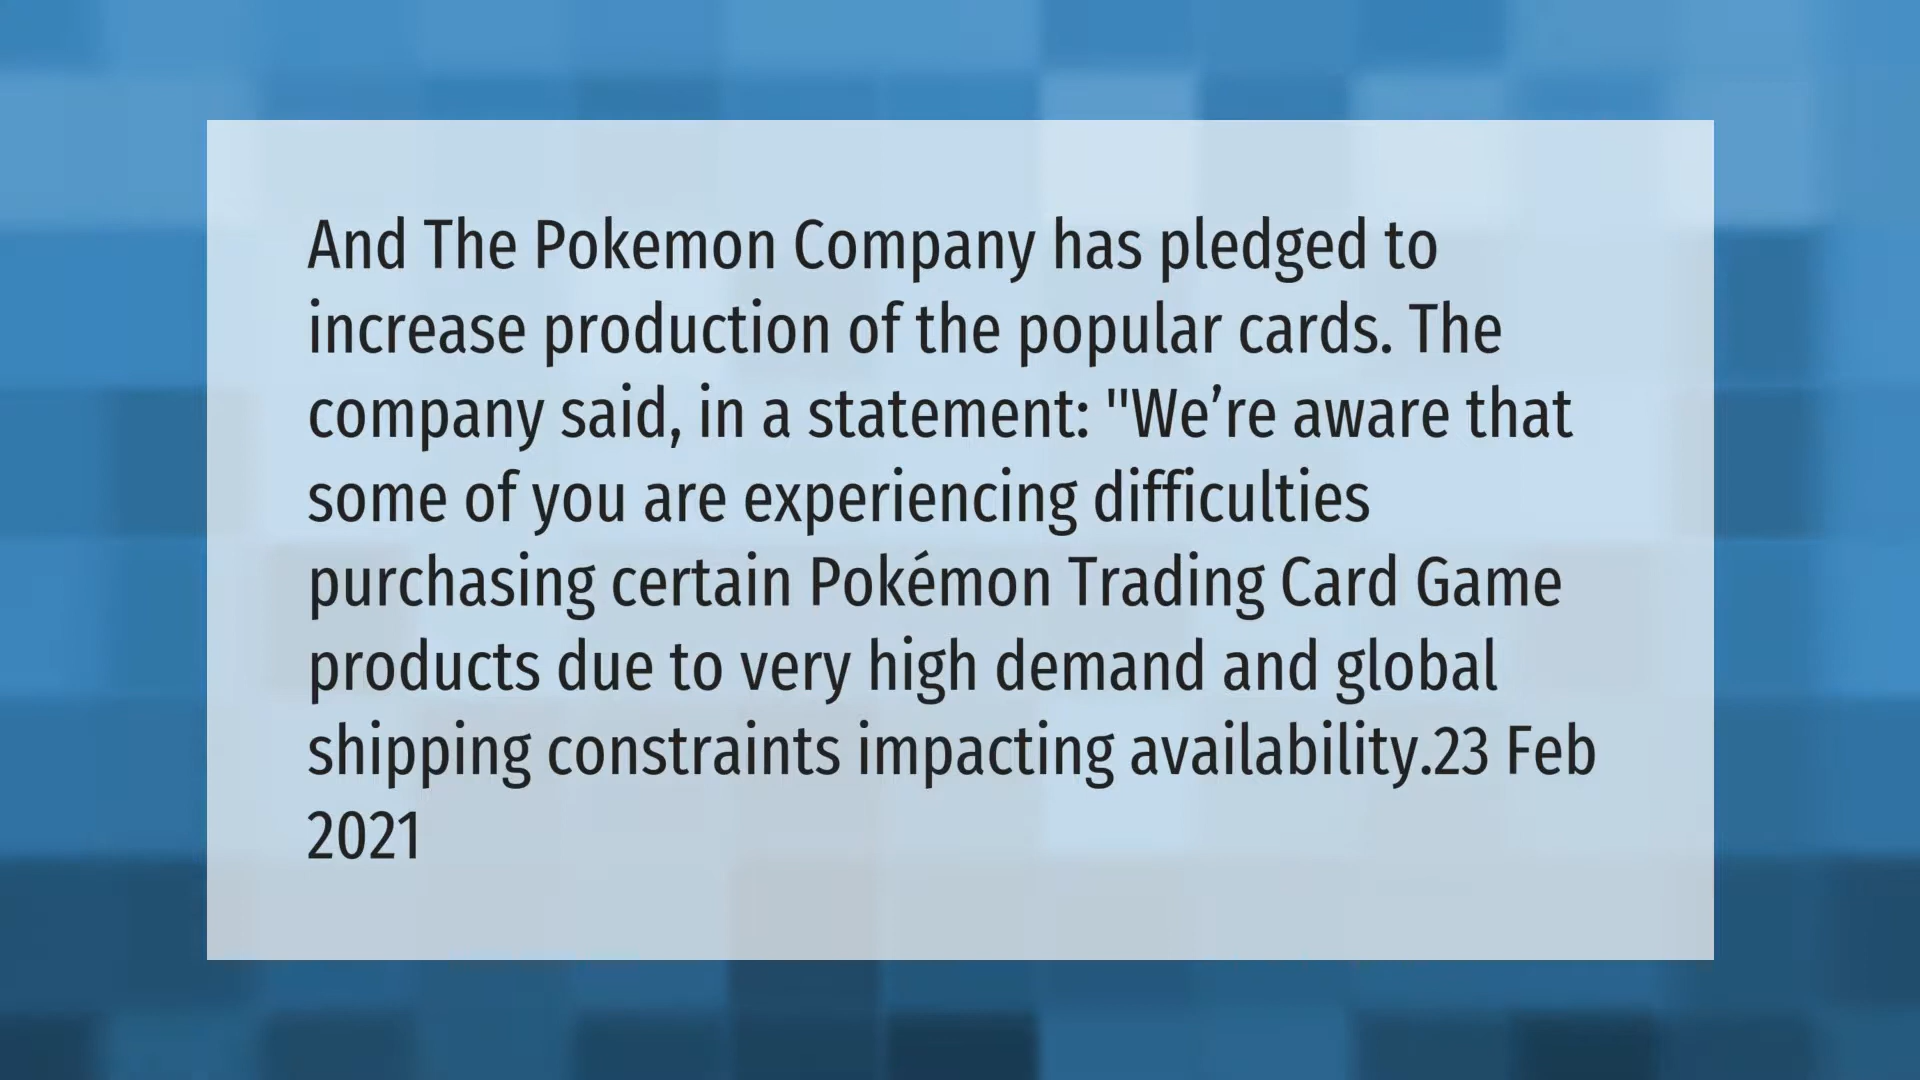 And The Pokemon Company has pledged to
increase production of the popular cards. The
company said, in a statement: "We’re aware that
some of you are experiencing difficulties
purchasing certain Pokémon Trading Card Game
products due to very high demand and global
shipping constraints impacting availability.23 Feb
2021